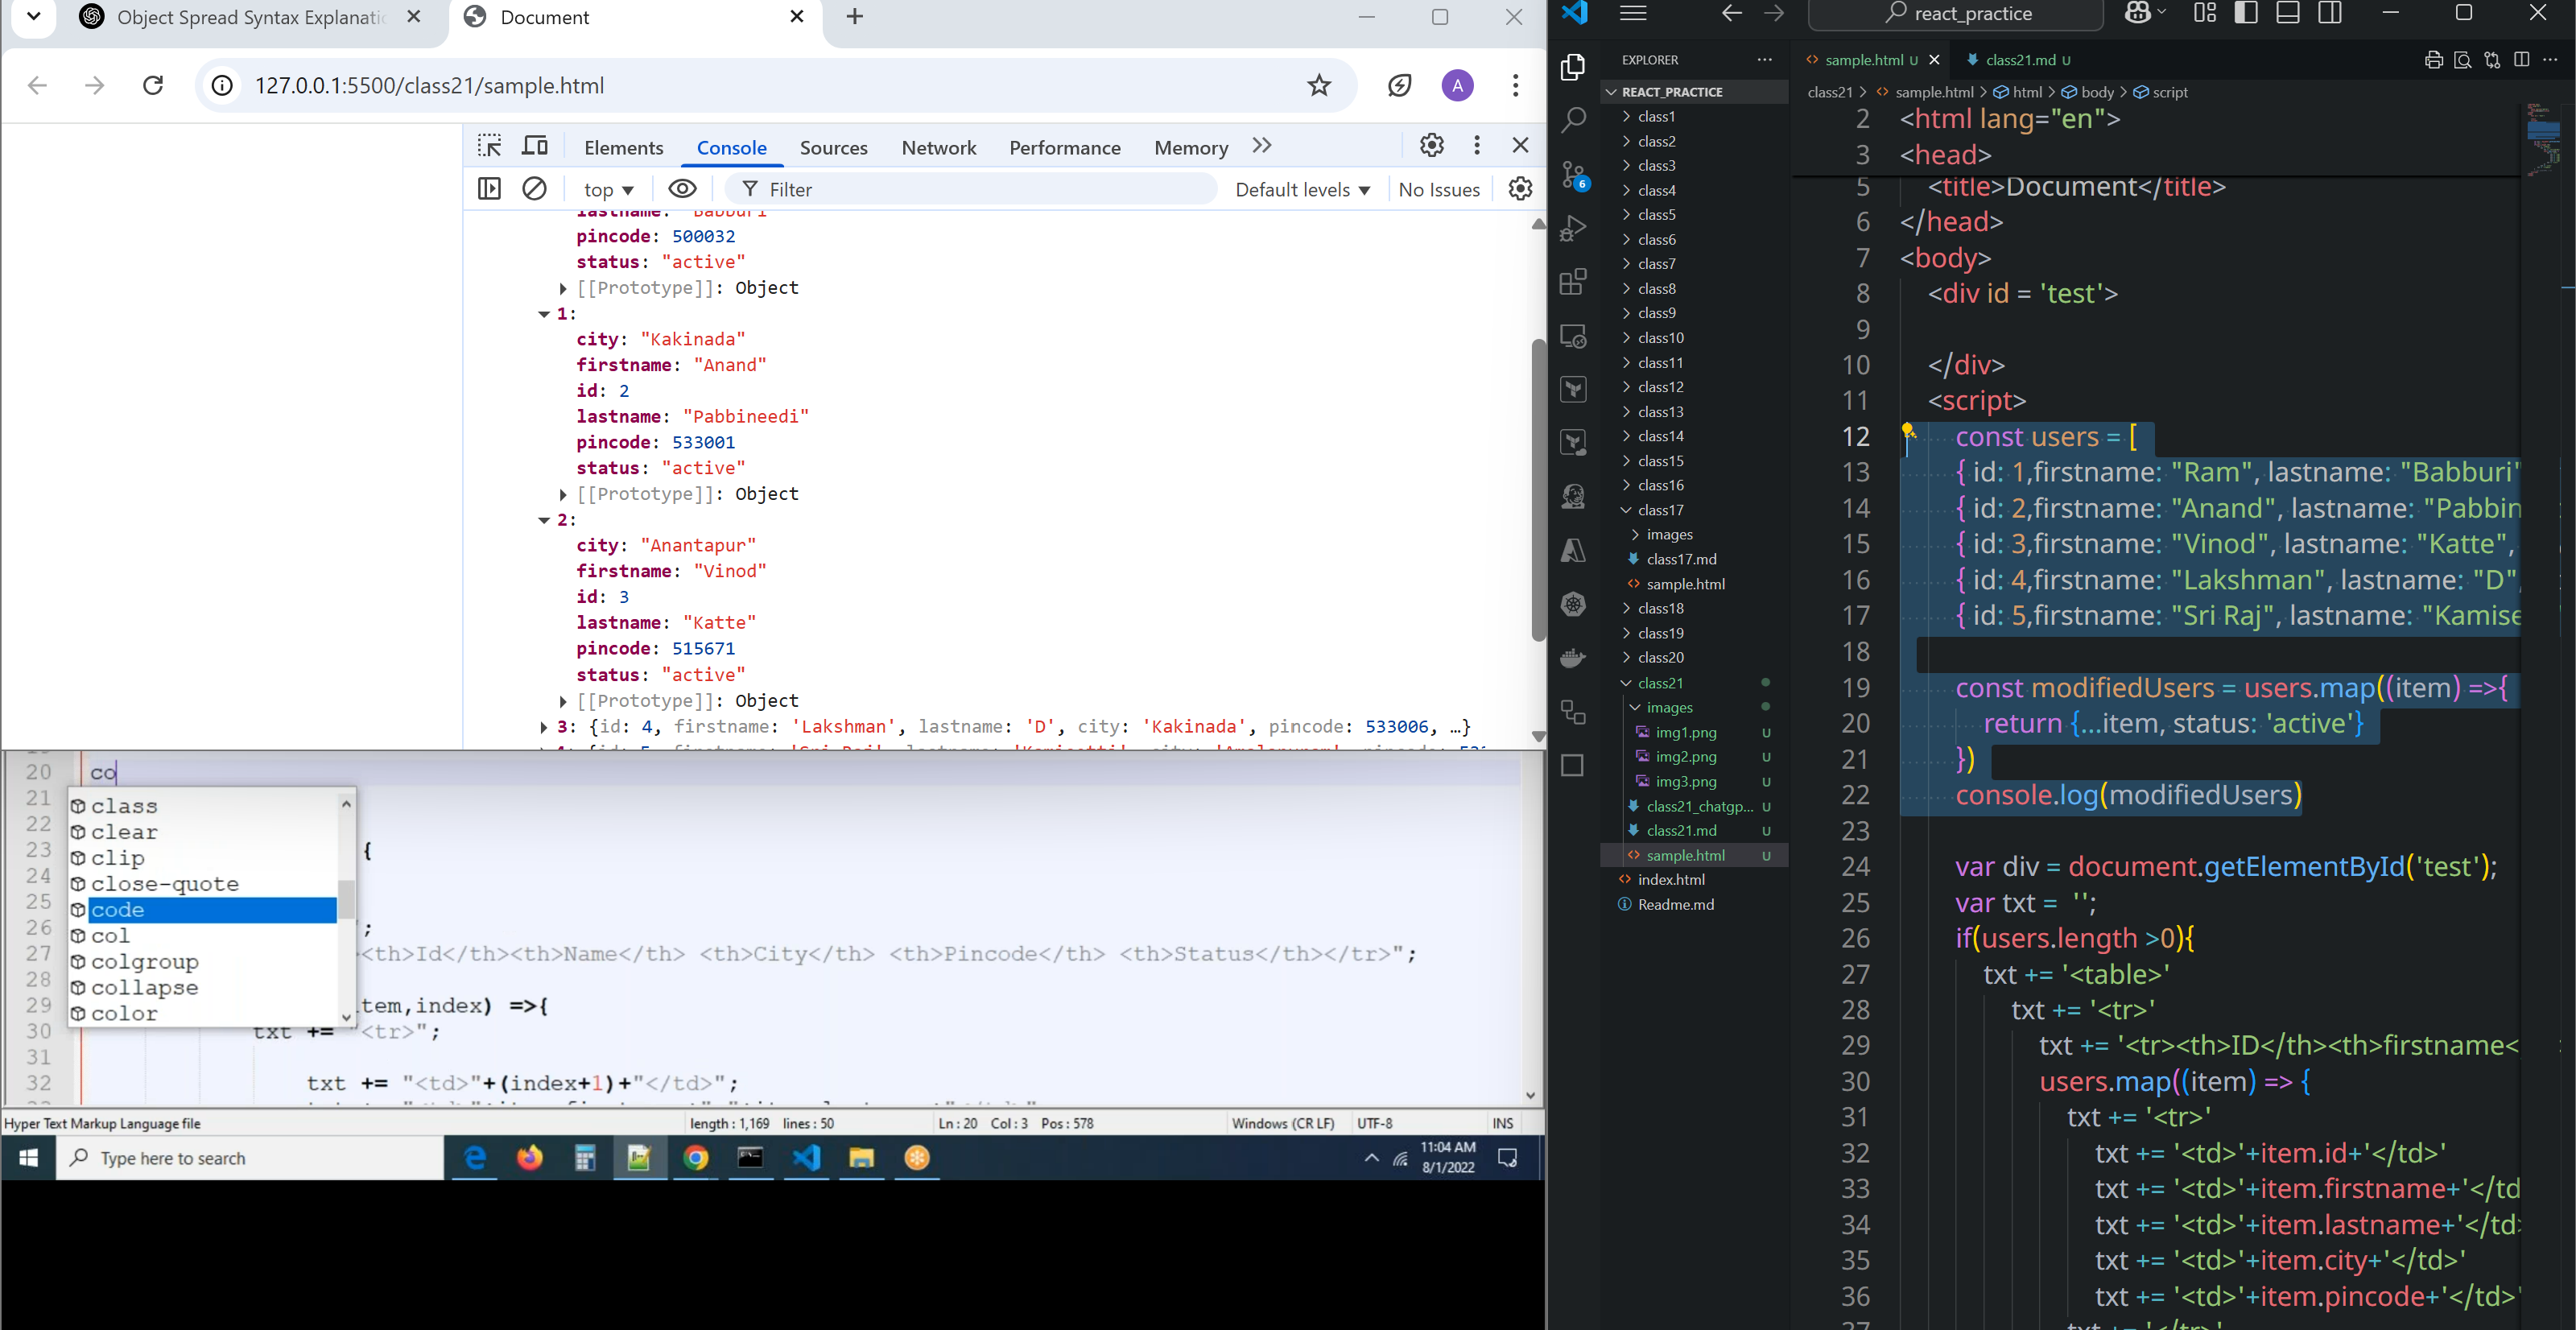 Object Spread Syntax Explanatic
Document
127.0.0.1:5500/class21/sample.html
A
Elements
Console
Sources
Network
Performance
Memory
top
Filter
Default levels
No Issues
lastname: "Babburi"
pincode: 500032
status: "active"
[[Prototype]]: Object
1:
city: "Kakinada"
firstname: "Anand"
id: 2
lastname: "Pabbineedi"
pincode: 533001
status: "active"
[[Prototype]]: Object
2:
city: "Anantapur"
firstname: "Vinod"
id: 3
lastname: "Katte"
pincode: 515671
status: "active"
[[Prototype]]: Object
3: {id: 4, firstname: 'Lakshman', lastname: 'D', city: 'Kakinada', pincode: 533006, …}
20 co
21
22
23 {
24
25
26 ;
27 <th>Id</th><th>Name</th> <th>City</th> <th>Pincode</th> <th>Status</th></tr>";
28
29 tem,index) =>{
30 txt += "<tr>";
31
32 txt += "<td>"+(index+1)+"</td>";
class
clear
clip
close-quote
code
col
colgroup
collapse
color
Hyper Text Markup Language file
length : 1,169 lines : 50
Ln : 20 Col : 3 Pos : 578
Windows (CR LF)
UTF-8
INS
Type here to search
11:04 AM
8/1/2022
react_practice
6
EXPLORER
REACT_PRACTICE
class1
class2
class3
class4
class5
class6
class7
class8
class9
class10
class11
class12
class13
class14
class15
class16
class17
images
class17.md
sample.html
class18
class19
class20
class21
images
img1.png U
img2.png U
img3.png U
class21_chatgp... U
class21.md U
sample.html U
index.html
Readme.md
sample.html U
class21.md U
class21 > sample.html > html > body > script
2 <html lang="en">
3 <head>
5 <title>Document</title>
6 </head>
7 <body>
8 <div id = 'test'>
9
10 </div>
11 <script>
12 const users = [
13 { id: 1,firstname: "Ram", lastname: "Babburi"
14 { id: 2,firstname: "Anand", lastname: "Pabbin
15 { id: 3,firstname: "Vinod", lastname: "Katte",
16 { id: 4,firstname: "Lakshman", lastname: "D"
17 { id: 5,firstname: "Sri Raj", lastname: "Kamise
18
19 const modifiedUsers = users.map((item) =>{
20 return {...item, status: 'active'}
21 })
22 console.log(modifiedUsers)
23
24 var div = document.getElementById('test');
25 var txt = '';
26 if(users.length >0){
27 txt += '<table>'
28 txt += '<tr>'
29 txt += '<tr><th>ID</th><th>firstname<
30 users.map((item) => {
31 txt += '<tr>'
32 txt += '<td>'+item.id+'</td>'
33 txt += '<td>'+item.firstname+'</td
34 txt += '<td>'+item.lastname+'</td>
35 txt += '<td>'+item.city+'</td>'
36 txt += '<td>'+item.pincode+'</td>'
37 txt += '</tr>'